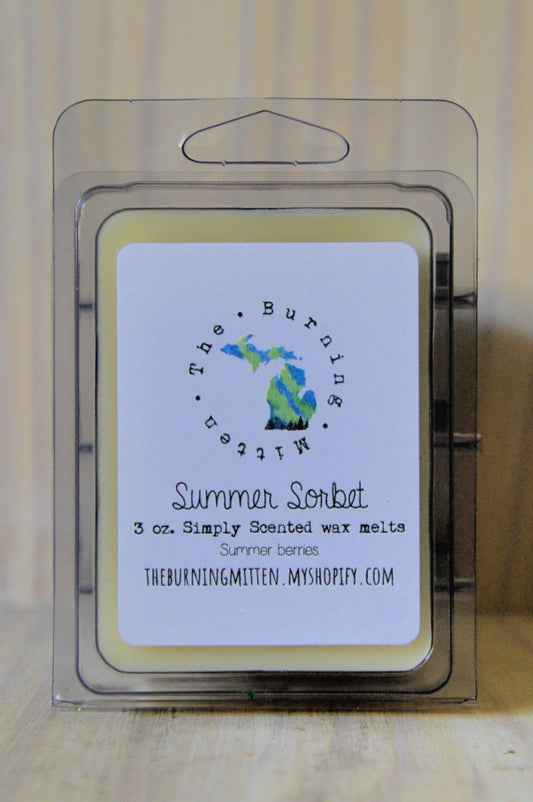 The • Burning • Mitten •
Summer Sorbet
3 oz. Simply Scented wax melts
Summer berries
THEBURNINGMITTEN.MYSHOPIFY.COM